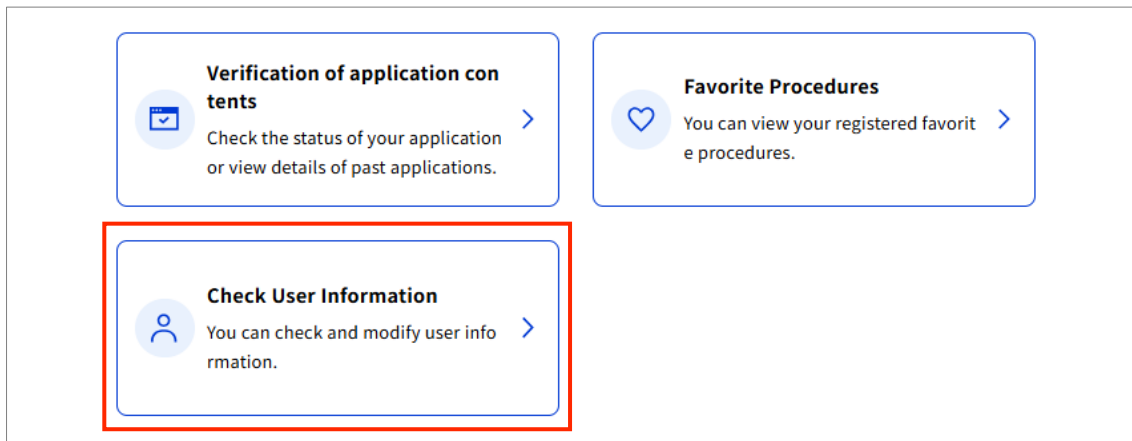 Verification of application con
tents
Check the status of your application
or view details of past applications.
Favorite Procedures
You can view your registered favorit
e procedures.
Check User Information
You can check and modify user info
rmation.